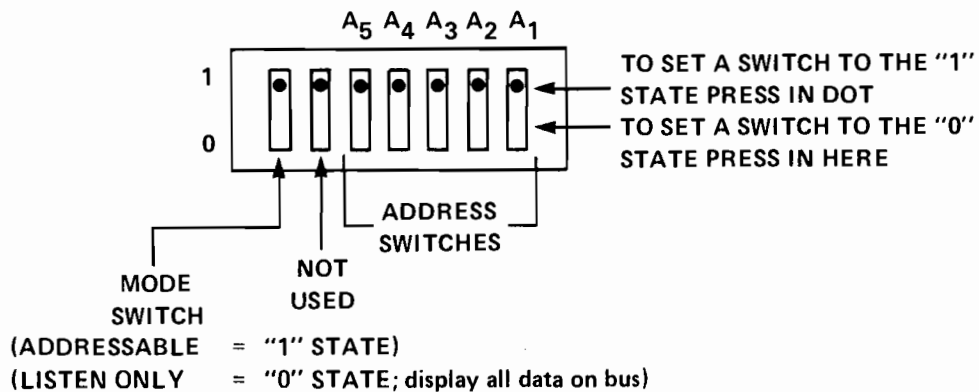 A5 A4 A3 A2 A1
1
0
TO SET A SWITCH TO THE "1"
STATE PRESS IN DOT
TO SET A SWITCH TO THE "0"
STATE PRESS IN HERE
ADDRESS
SWITCHES
NOT
USED
MODE
SWITCH
(ADDRESSABLE = "1" STATE)
(LISTEN ONLY = "0" STATE; display all data on bus)